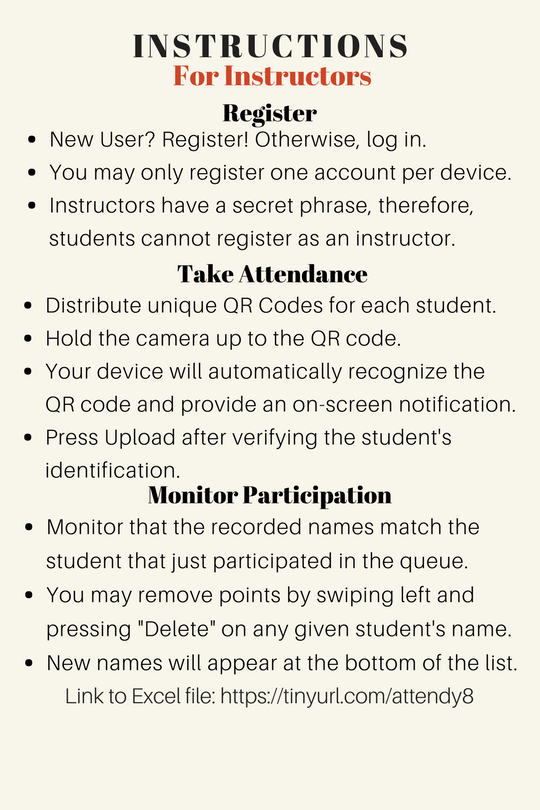 INSTRUCTIONS
For Instructors
Register
• New User? Register! Otherwise, log in.
• You may only register one account per device.
• Instructors have a secret phrase, therefore,
students cannot register as an instructor.
Take Attendance
• Distribute unique QR Codes for each student.
• Hold the camera up to the QR code.
• Your device will automatically recognize the
QR code and provide an on-screen notification.
• Press Upload after verifying the student's
identification.
Monitor Participation
• Monitor that the recorded names match the
student that just participated in the queue.
• You may remove points by swiping left and
pressing "Delete" on any given student's name.
• New names will appear at the bottom of the list.
Link to Excel file: https://tinyurl.com/attendy8